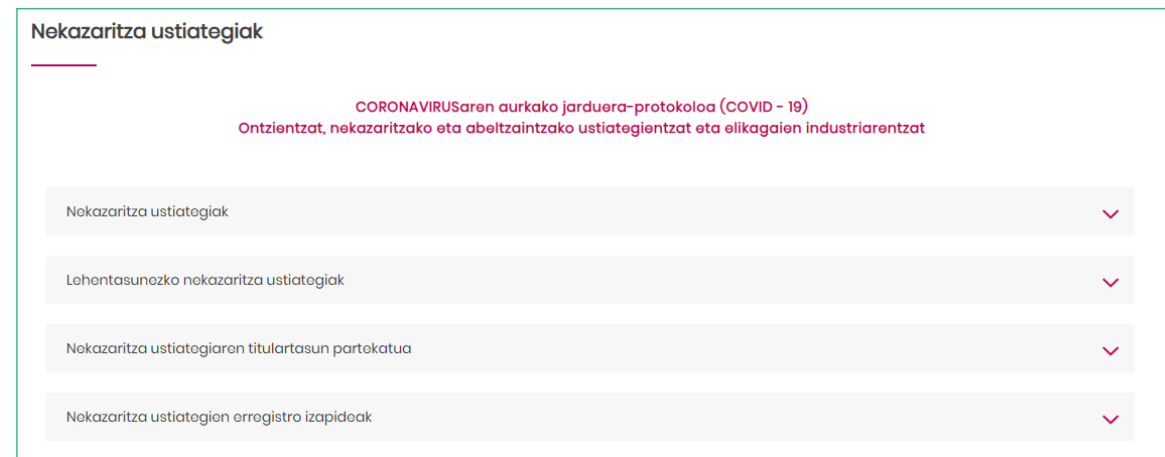 Nekazaritza ustiategiak
CORONAVIRUSaren aurkako jarduera-protokoloa (COVID - 19)
Ontzientzat, nekazaritzako eta abeltzaintzako ustiategientzat eta elikagaien industriarentzat
Nekazaritza ustiategiak
Lehentasunezko nekazaritza ustiategiak
Nekazaritza ustiategiaren titulartasun partekatua
Nekazaritza ustiategien erregistro izapideak